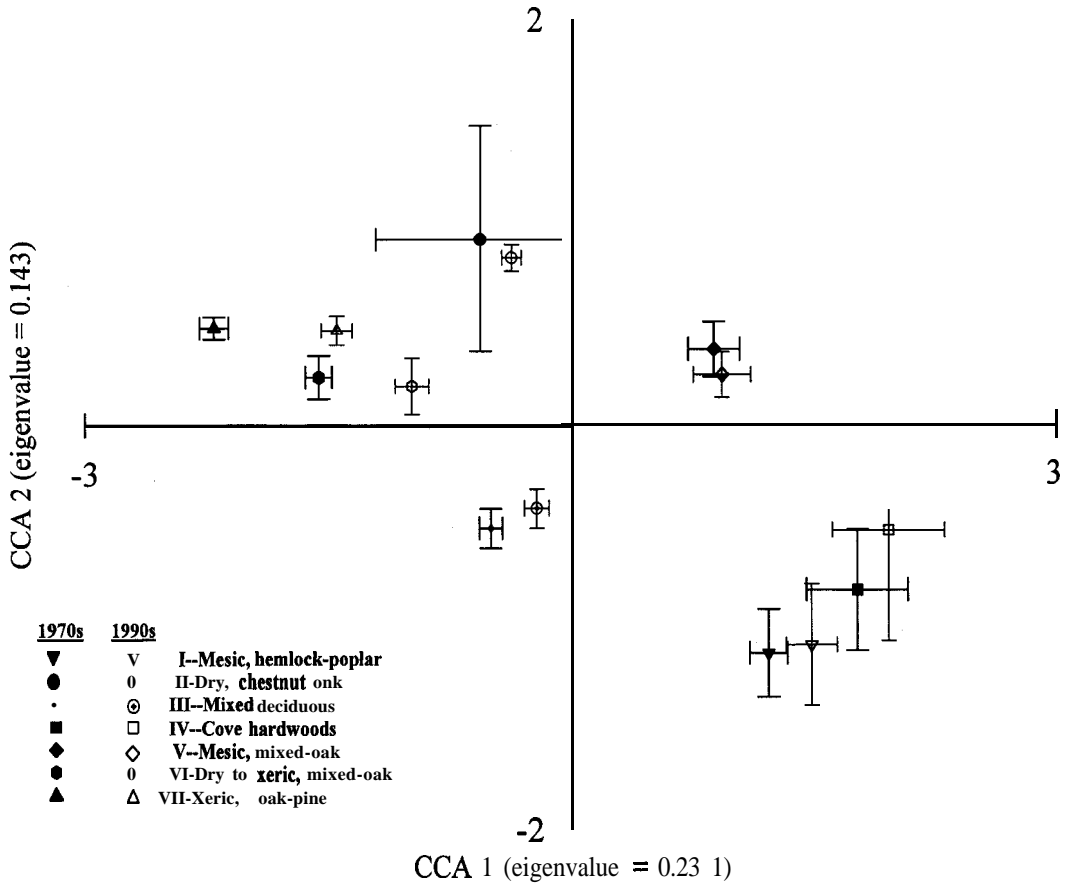 2
CCA 2 (eigenvalue = 0.143)
-3
3
1970s 1990s
V I--Mesic, hemlock-poplar
0 II-Dry, chestnut onk
III--Mixed deciduous
IV--Cove hardwoods
V--Mesic, mixed-oak
0 VI-Dry to xeric, mixed-oak
VII-Xeric, oak-pine
-2
CCA 1 (eigenvalue = 0.23 1)